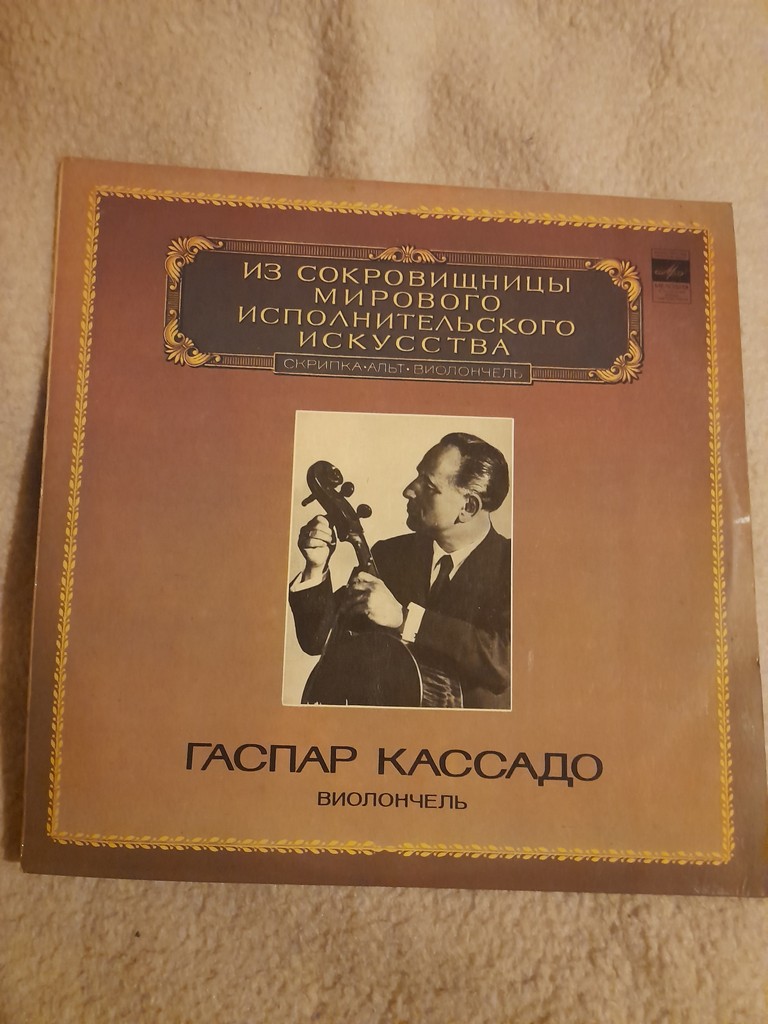 ИЗ СОКРОВИЩНИЦЫ
МИРОВОГО
ИСПОЛНИТЕЛЬСКОГО
ИСКУССТВА
СКРИПКА•АЛЬТ•ВИОЛОНЧЕЛЬ
ГАСПАР КАССАДО
ВИОЛОНЧЕЛЬ